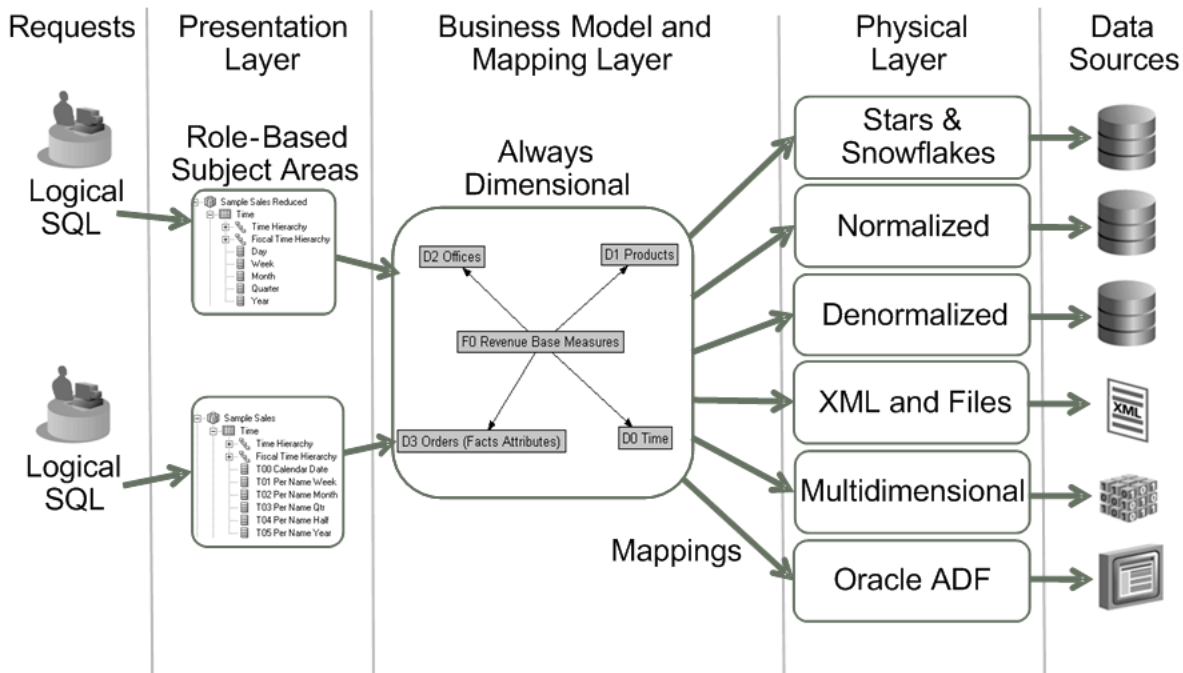 Requests
Presentation
Layer
Business Model and
Mapping Layer
Physical
Layer
Data
Sources
Logical
SQL
Role-Based
Subject Areas
Sample Sales Reduced
Time
Time Hierarchy
Fiscal Time Hierarchy
Day
Week
Month
Quarter
Year
Logical
SQL
Sample Sales
Time
Time Hierarchy
Fiscal Time Hierarchy
T00 Calendar Date
T01 Per Name Week
T02 Per Name Month
T03 Per Name Qtr
T04 Per Name Half
T05 Per Name Year
Always
Dimensional
D2 Offices
D1 Products
F0 Revenue Base Measures
D3 Orders (Facts Attributes)
D0 Time
Mappings
Stars &
Snowflakes
Normalized
Denormalized
XML and Files
Multidimensional
Oracle ADF
XML